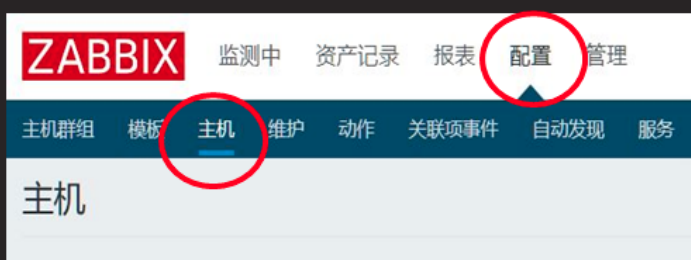 ZABBIX 监测中 资产记录 报表 配置 管理
主机群组 模板 主机 维护 动作 关联项事件 自动发现 服务
主机